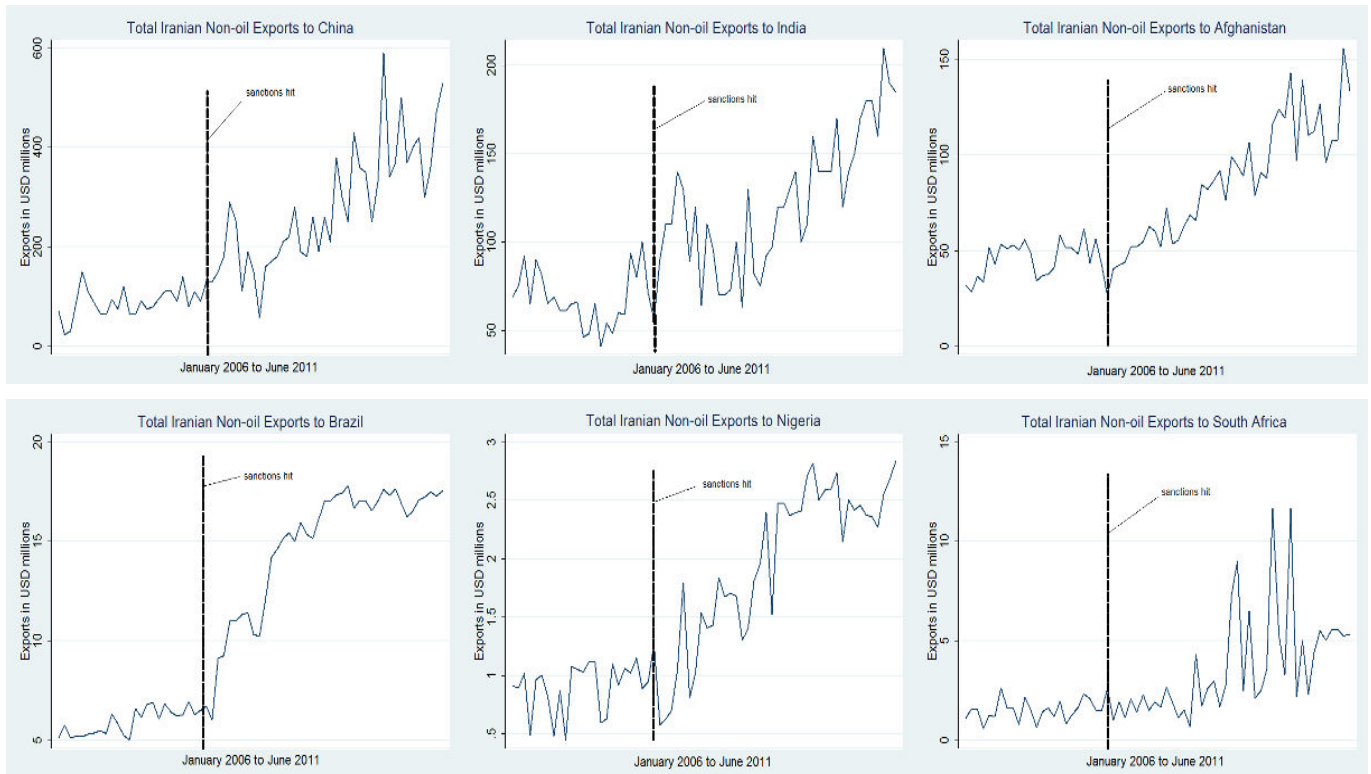 Total Iranian Non-oil Exports to China
Exports in USD millions
600
400
200
0
sanctions hit
January 2006 to June 2011
Total Iranian Non-oil Exports to India
Exports in USD millions
200
150
100
50
sanctions hit
January 2006 to June 2011
Total Iranian Non-oil Exports to Afghanistan
Exports in USD millions
150
100
50
0
sanctions hit
January 2006 to June 2011
Total Iranian Non-oil Exports to Brazil
Exports in USD millions
20
15
10
5
sanctions hit
January 2006 to June 2011
Total Iranian Non-oil Exports to Nigeria
Exports in USD millions
3
2.5
2
1.5
1
.5
sanctions hit
January 2006 to June 2011
Total Iranian Non-oil Exports to South Africa
Exports in USD millions
15
10
5
0
sanctions hit
January 2006 to June 2011